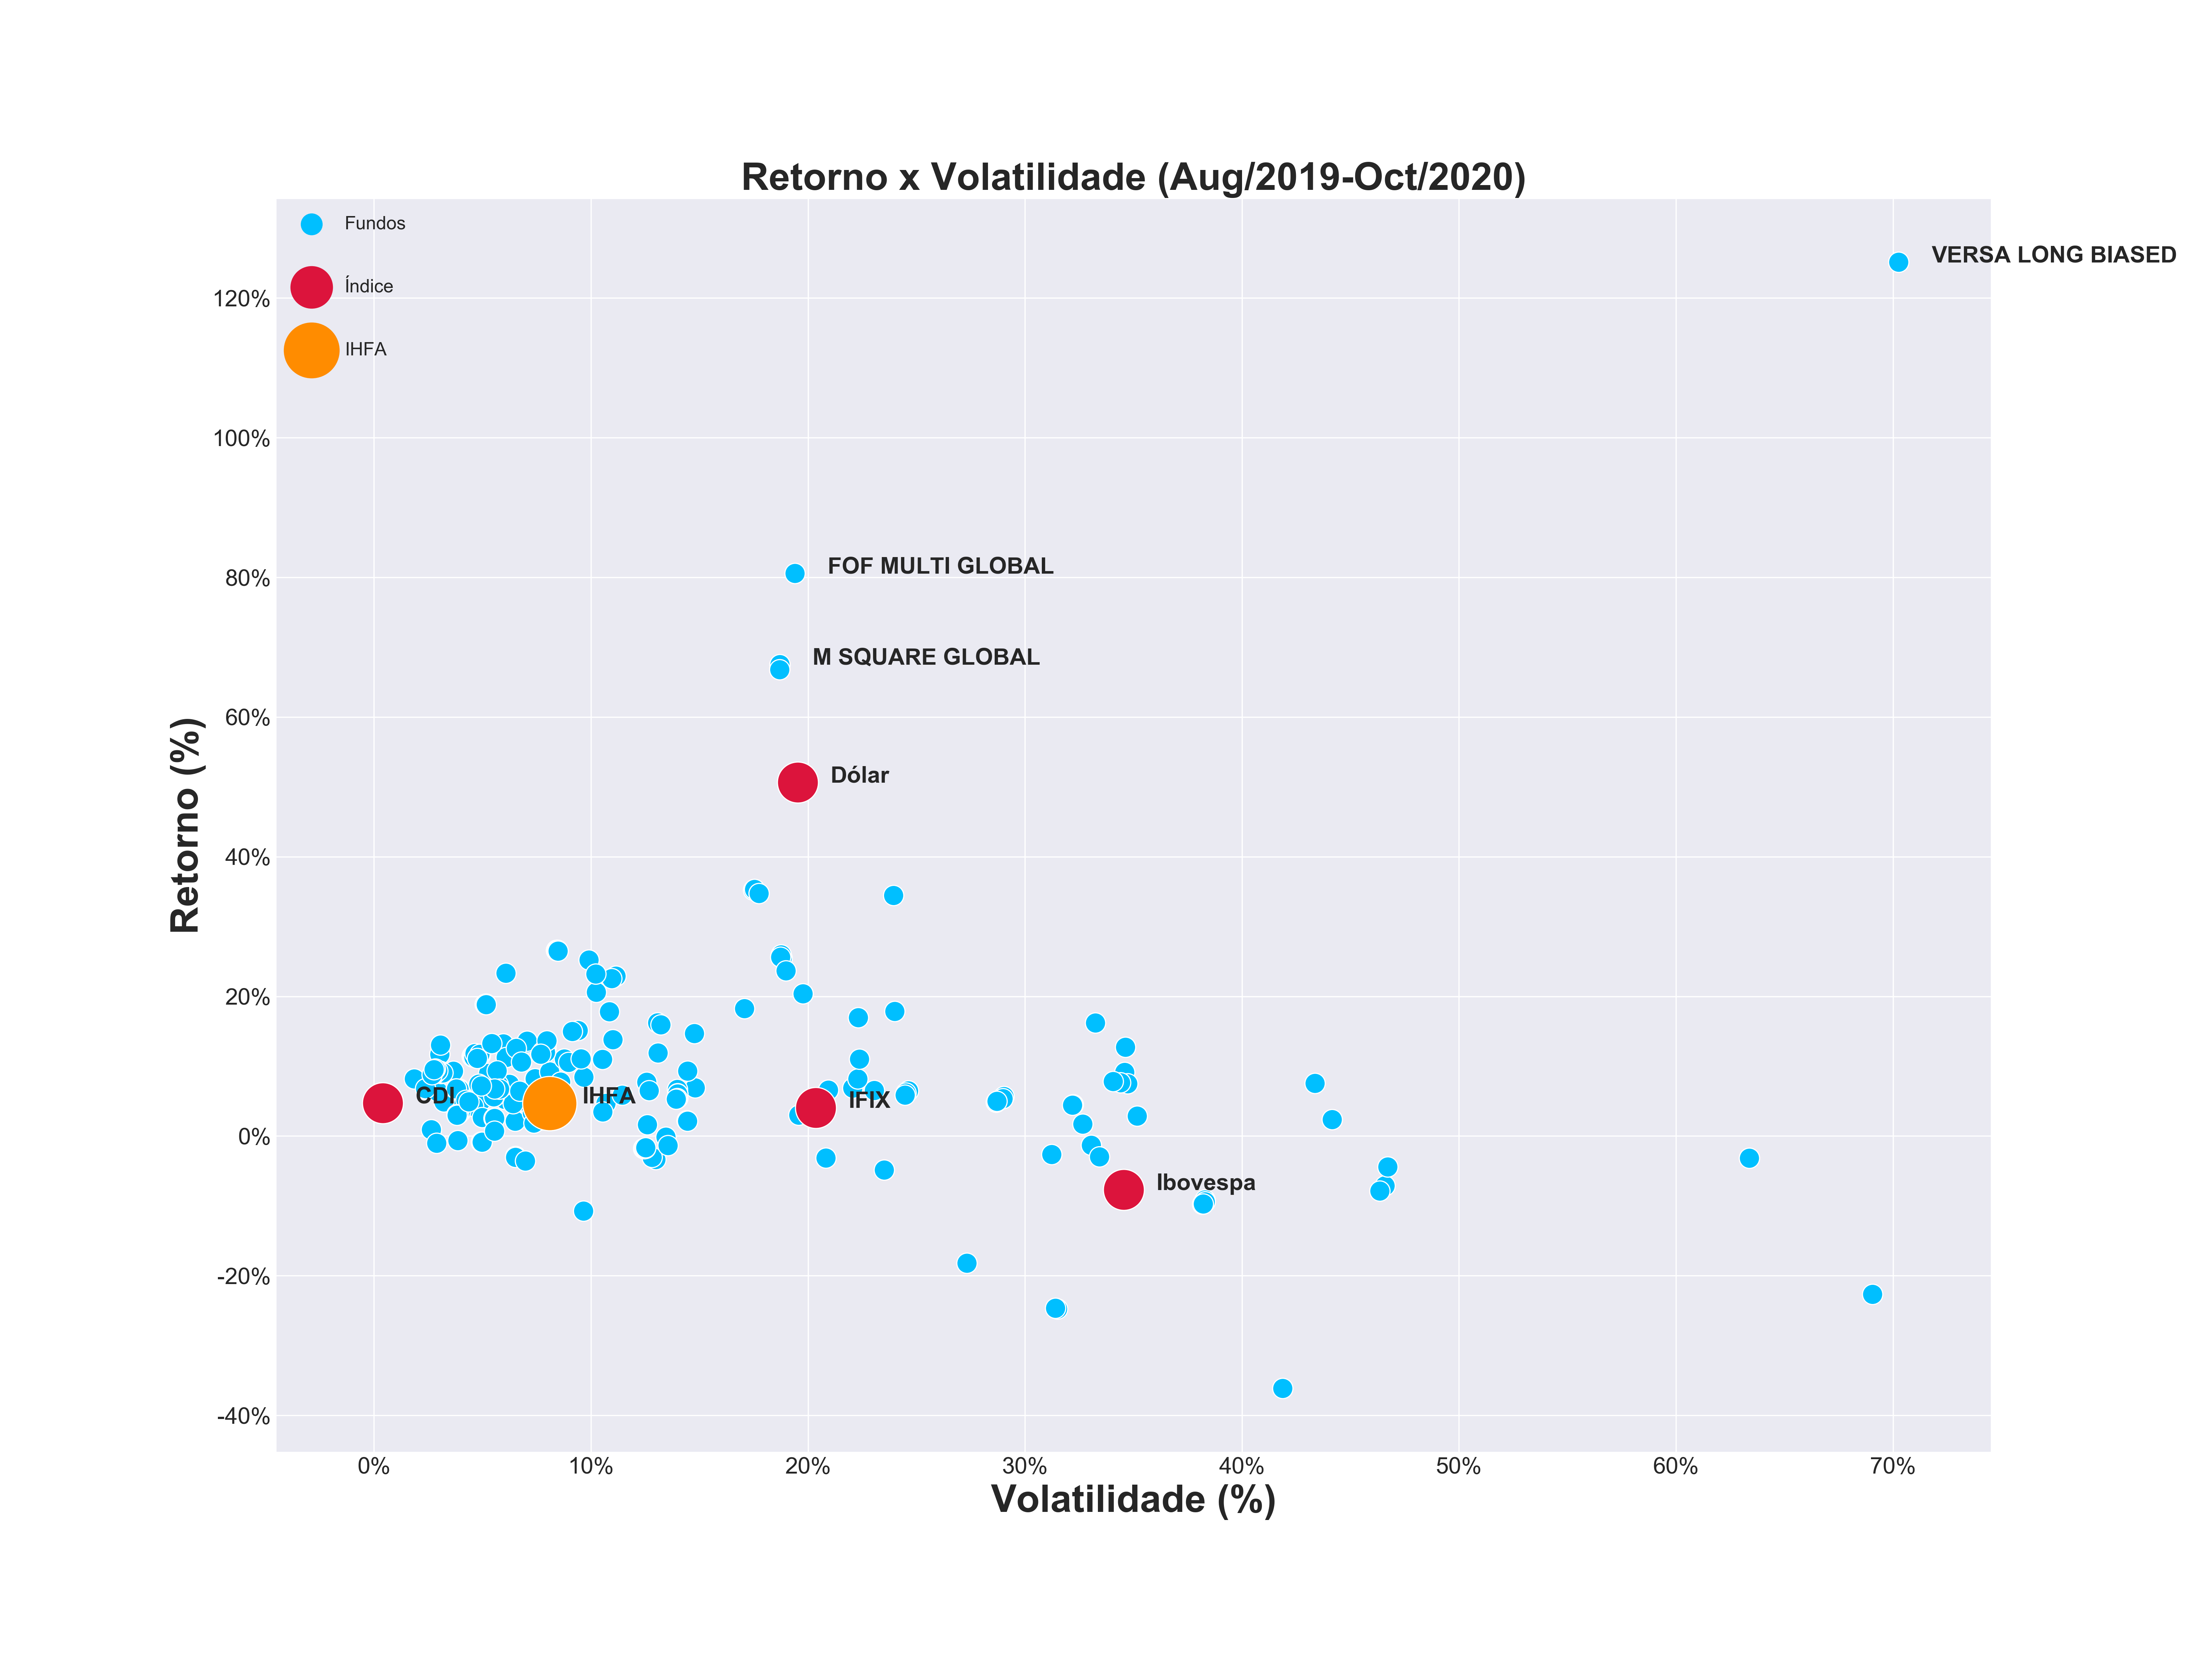 Retorno x Volatilidade (Aug/2019-Oct/2020)
Fundos
Índice
IHFA
VERSA LONG BIASED
FOF MULTI GLOBAL
M SQUARE GLOBAL
Dólar
CDI
IHFA
IFIX
Ibovespa
Retorno (%)
120%
100%
80%
60%
40%
20%
0%
-20%
-40%
0% 10% 20% 30% 40% 50% 60% 70%
Volatilidade (%)